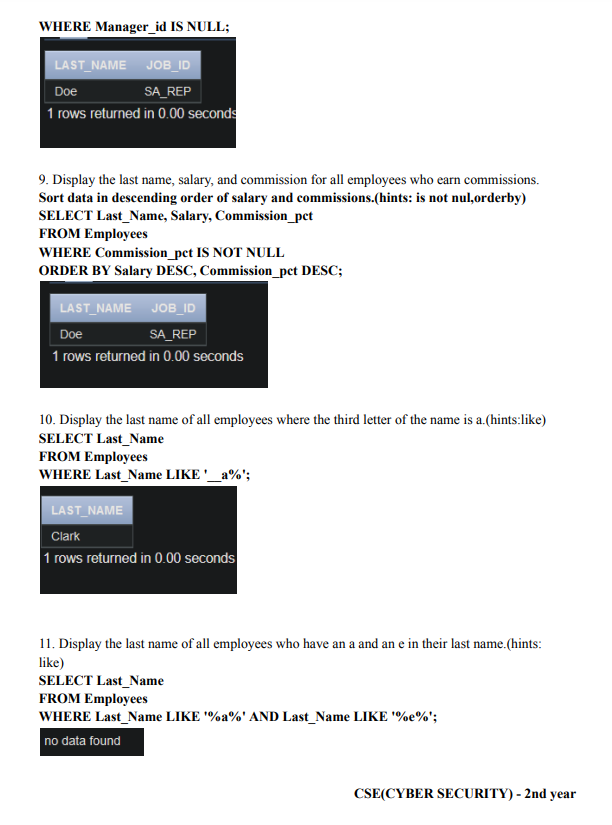 WHERE Manager_id IS NULL;
LAST_NAME JOB_ID
Doe SA_REP
1 rows returned in 0.00 seconds
9. Display the last name, salary, and commission for all employees who earn commissions.
Sort data in descending order of salary and commissions.(hints: is not nul,orderby)
SELECT Last_Name, Salary, Commission_pct
FROM Employees
WHERE Commission_pct IS NOT NULL
ORDER BY Salary DESC, Commission_pct DESC;
LAST_NAME JOB_ID
Doe SA_REP
1 rows returned in 0.00 seconds
10. Display the last name of all employees where the third letter of the name is a.(hints:like)
SELECT Last_Name
FROM Employees
WHERE Last_Name LIKE '__a%';
LAST_NAME
Clark
1 rows returned in 0.00 seconds
11. Display the last name of all employees who have an a and an e in their last name.(hints:
like)
SELECT Last_Name
FROM Employees
WHERE Last_Name LIKE '%a%' AND Last_Name LIKE '%e%';
no data found
CSE(CYBER SECURITY) - 2nd year